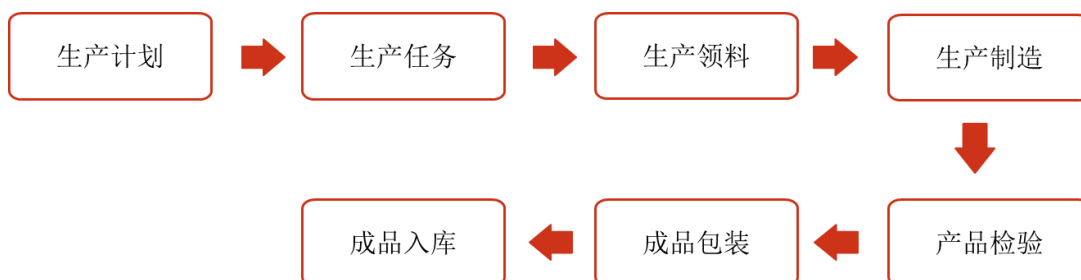 生产计划
生产任务
生产领料
生产制造
产品检验
成品包装
成品入库